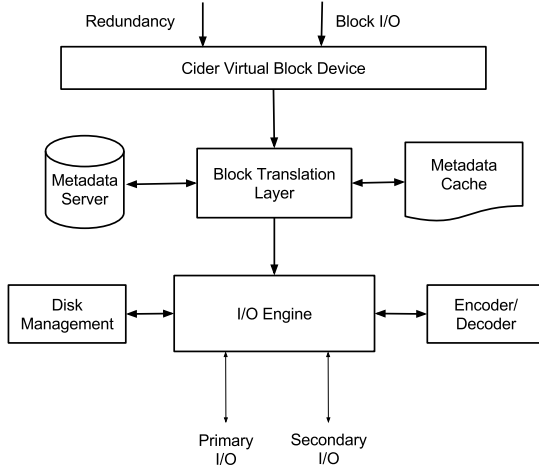 Redundancy
Block I/O
Cider Virtual Block Device
Metadata
Server
Block Translation
Layer
Metadata
Cache
Disk
Management
I/O Engine
Encoder/
Decoder
Primary
I/O
Secondary
I/O